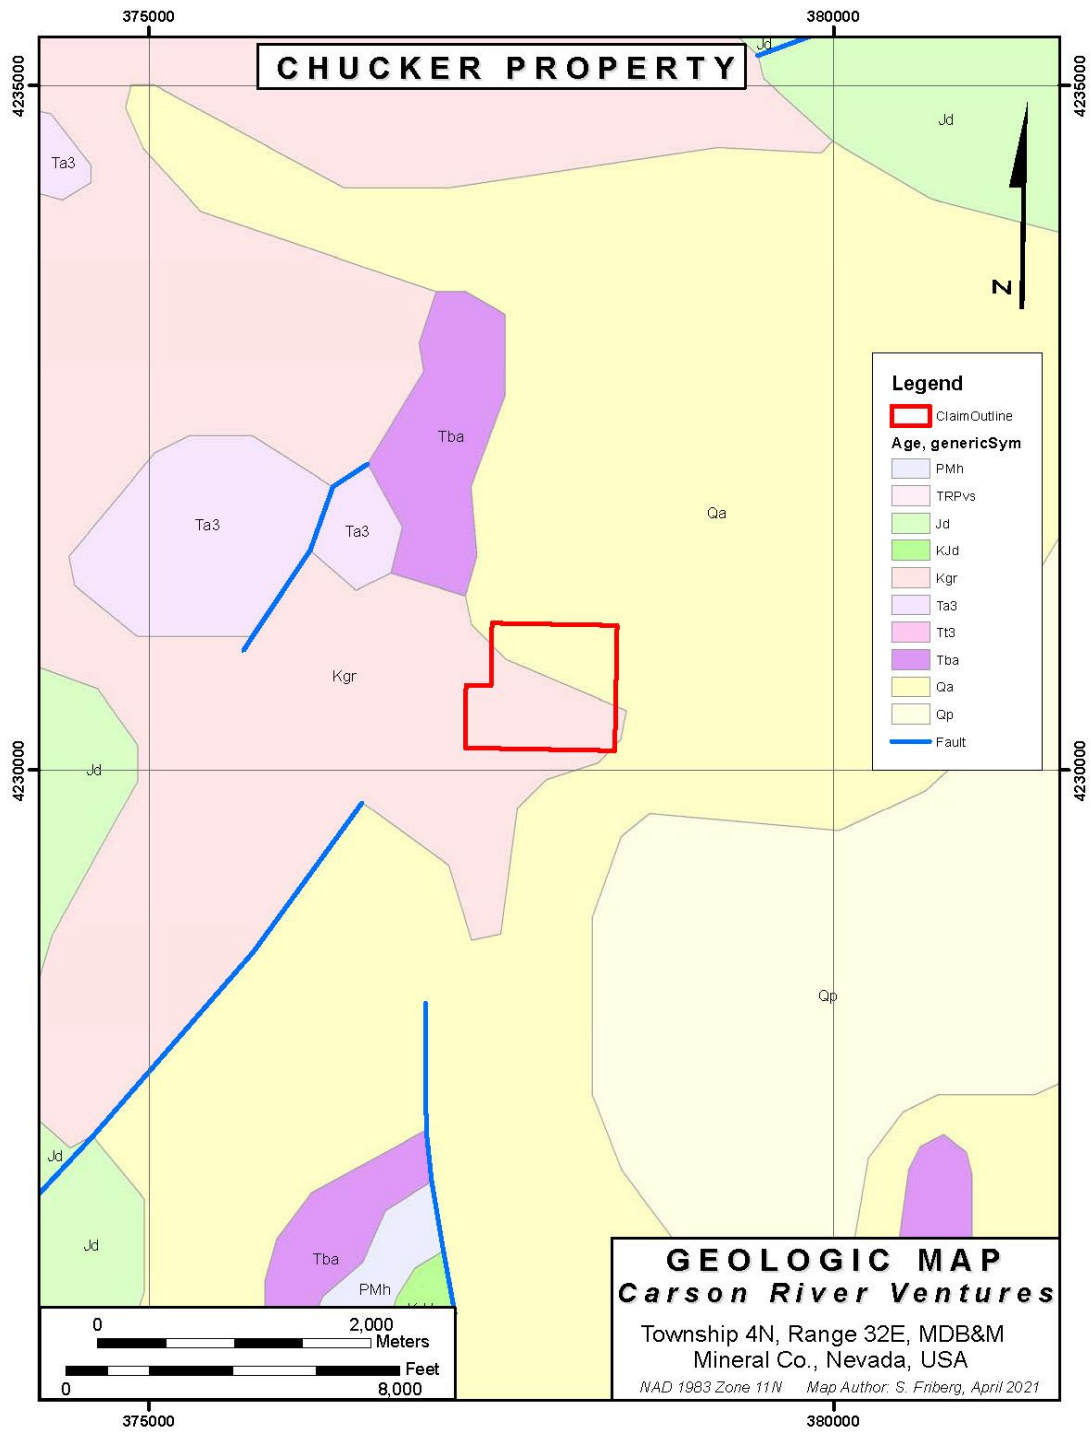 375000
380000
CHUCKER PROPERTY
4235000
4235000
Jd
Jd
Ta3
N
Tba
Ta3
Ta3
Qa
Kgr
Jd
4230000
4230000
Qp
Jd
Jd
Tba
PMh
Legend
ClaimOutline
Age, genericSym
PMh
TRPvs
Jd
KJd
Kgr
Ta3
Tt3
Tba
Qa
Qp
Fault
0 2,000
Meters
Feet
0 8,000
GEOLOGIC MAP
Carson River Ventures
Township 4N, Range 32E, MDB&M
Mineral Co., Nevada, USA
NAD 1983 Zone 11N Map Author: S. Friberg, April 2021
375000
380000